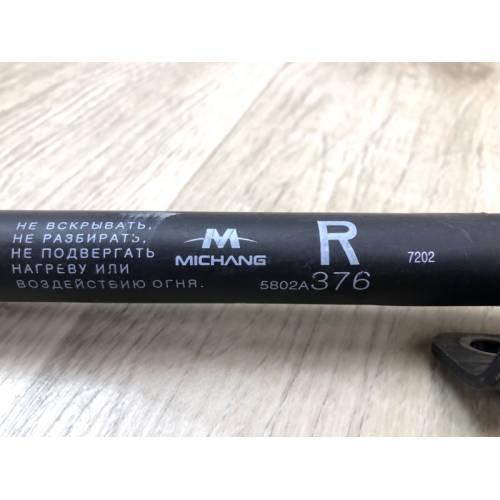 НЕ ВСКРЫВАТЬ,
НЕ РАЗБИРАТЬ,
НЕ ПОДВЕРГАТЬ
НАГРЕВУ ИЛИ
ВОЗДЕЙСТВИЮ ОГНЯ.
MICHANG
R
5802A376
7202